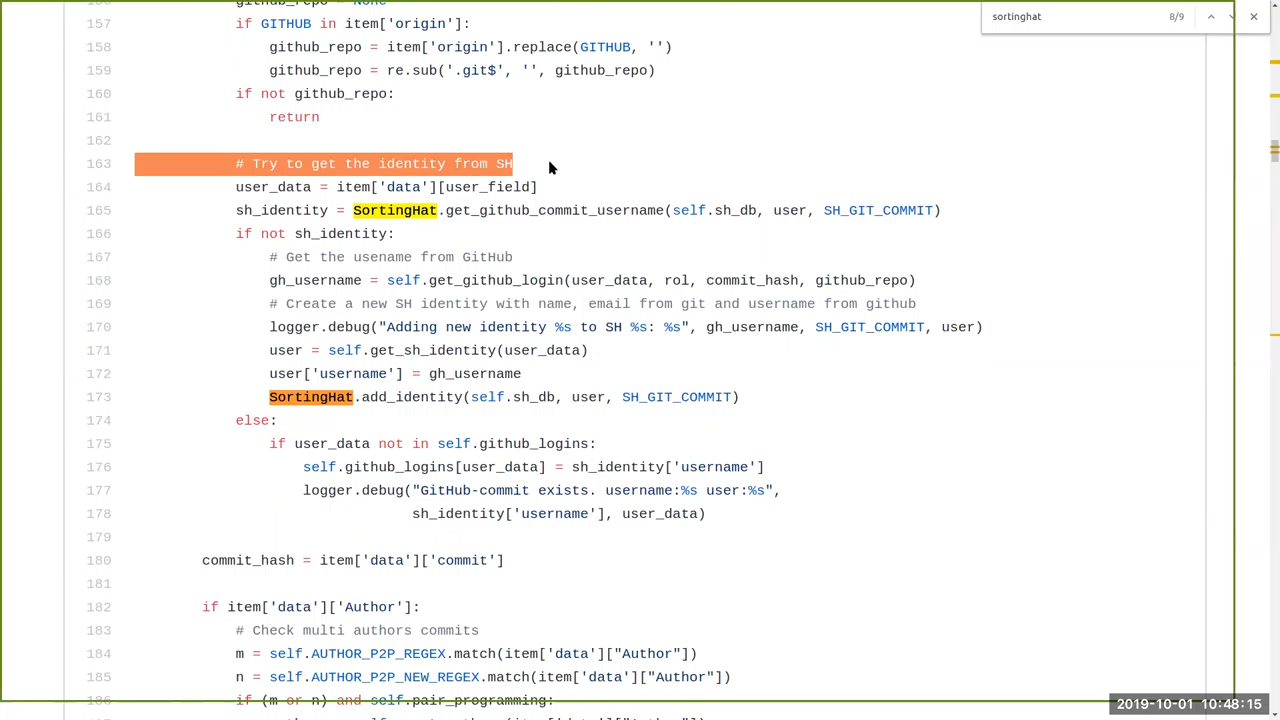 github_repo = None
sortinghat 8/9
157 if GITHUB in item['origin']:
158 github_repo = item['origin'].replace(GITHUB, '')
159 github_repo = re.sub('.git$', '', github_repo)
160 if not github_repo:
161 return
162
163 # Try to get the identity from SH
164 user_data = item['data'][user_field]
165 sh_identity = SortingHat.get_github_commit_username(self.sh_db, user, SH_GIT_COMMIT)
166 if not sh_identity:
167 # Get the usename from GitHub
168 gh_username = self.get_github_login(user_data, rol, commit_hash, github_repo)
169 # Create a new SH identity with name, email from git and username from github
170 logger.debug("Adding new identity %s to SH %s: %s", gh_username, SH_GIT_COMMIT, user)
171 user = self.get_sh_identity(user_data)
172 user['username'] = gh_username
173 SortingHat.add_identity(self.sh_db, user, SH_GIT_COMMIT)
174 else:
175 if user_data not in self.github_logins:
176 self.github_logins[user_data] = sh_identity['username']
177 logger.debug("GitHub-commit exists. username:%s user:%s",
178 sh_identity['username'], user_data)
179
180 commit_hash = item['data']['commit']
181
182 if item['data']['Author']:
183 # Check multi authors commits
184 m = self.AUTHOR_P2P_REGEX.match(item['data']["Author"])
185 n = self.AUTHOR_P2P_NEW_REGEX.match(item['data']["Author"])
186 if (m or n) and self.pair_programming:
2019-10-01 10:48:15